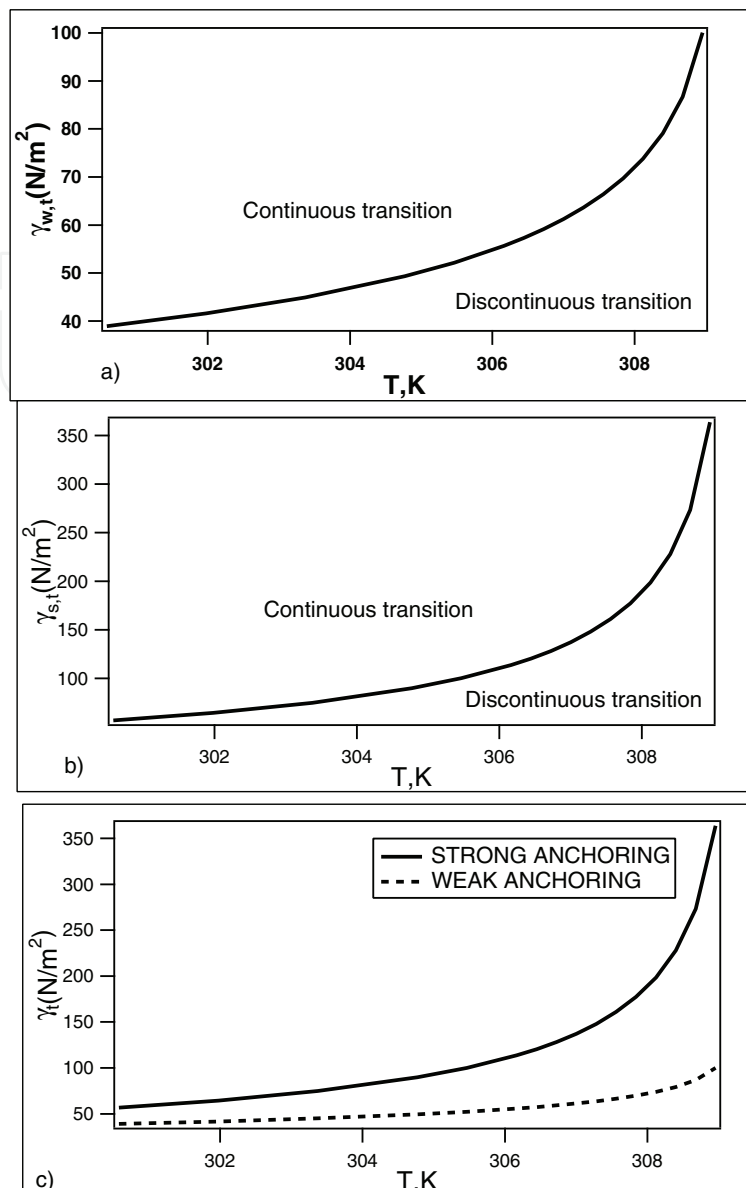 100
90
80
70
60
50
40
γw,t(N/m²)
Continuous transition
Discontinuous transition
302 304 306 308
a)
T,K
350
300
250
200
150
100
γs,t(N/m²)
Continuous transition
Discontinuous transition
302 304 306 308
b)
T,K
350
300
250
200
150
100
50
γt(N/m²)
STRONG ANCHORING
WEAK ANCHORING
302 304 306 308
c)
T,K